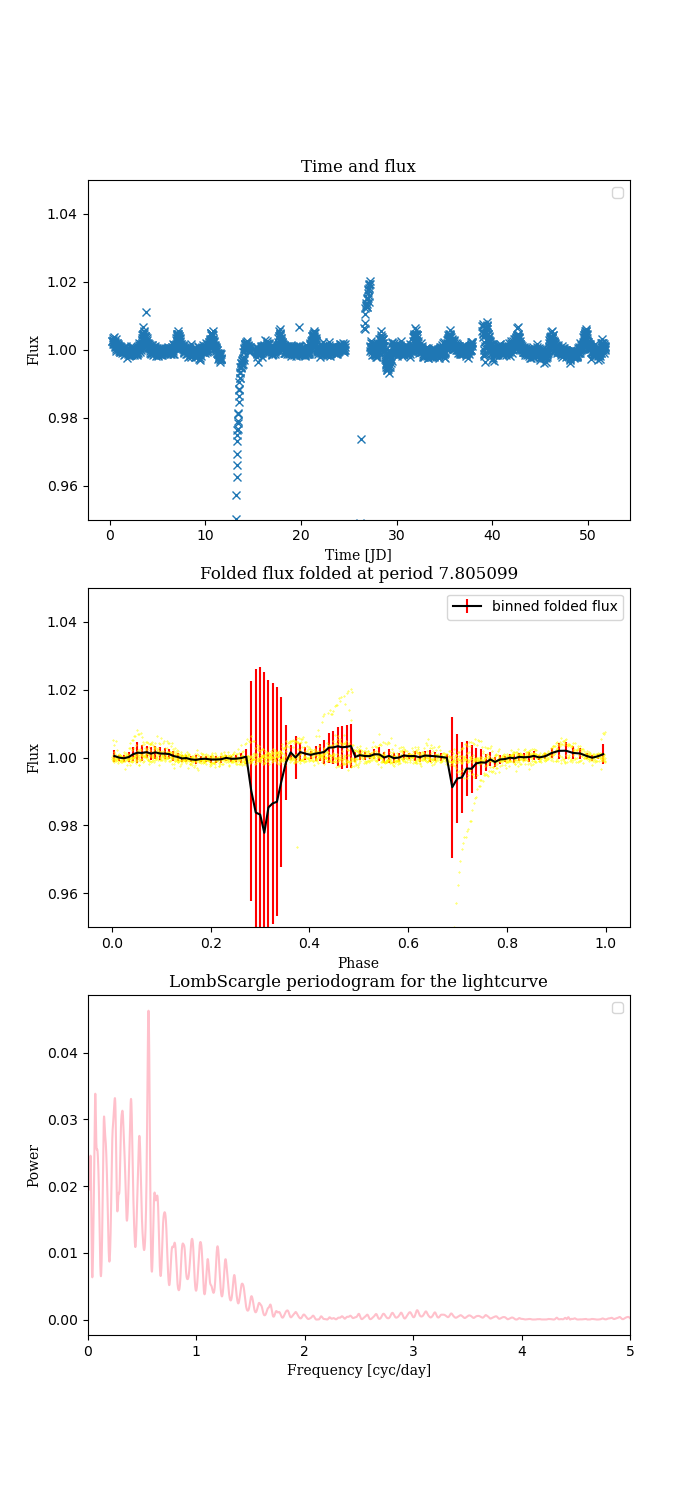 Time and flux
1.04
1.02
1.00
0.98
0.96
Flux
0 10 20 30 40 50
Time [JD]
Folded flux folded at period 7.805099
binned folded flux
1.04
1.02
1.00
0.98
0.96
Flux
0.0 0.2 0.4 0.6 0.8 1.0
Phase
LombScargle periodogram for the lightcurve
0.04
0.03
0.02
0.01
0.00
Power
0 1 2 3 4 5
Frequency [cyc/day]